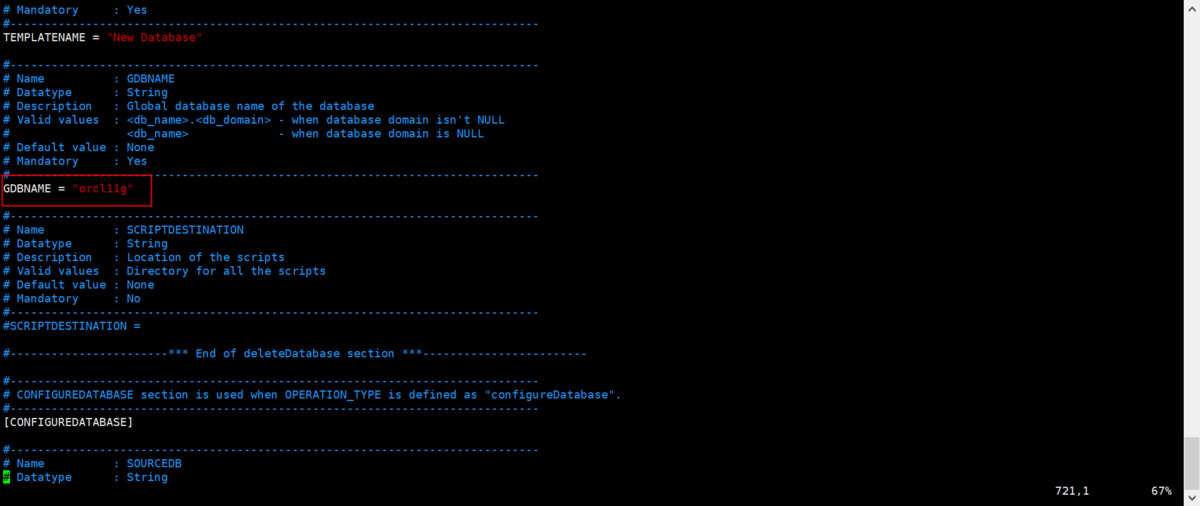 # Mandatory     : Yes
#-----------------------------------------------------------------------------
TEMPLATENAME = "New Database"
#-----------------------------------------------------------------------------
# Name          : GDBNAME
# Datatype      : String
# Description   : Global database name of the database
# Valid values  : <db_name>.<db_domain> - when database domain isn't NULL
#                 <db_name>             - when database domain is NULL
# Default value : None
# Mandatory     : Yes
#-----------------------------------------------------------------------------
GDBNAME = "orcl11g"
#-----------------------------------------------------------------------------
# Name          : SCRIPTDESTINATION
# Datatype      : String
# Description   : Location of the scripts
# Valid values  : Directory for all the scripts
# Default value : None
# Mandatory     : No
#-----------------------------------------------------------------------------
#SCRIPTDESTINATION =
#-----------------------*** End of deleteDatabase section ***------------------------
#-----------------------------------------------------------------------------
# CONFIGUREDATABASE section is used when OPERATION_TYPE is defined as "configureDatabase".
#-----------------------------------------------------------------------------
[CONFIGUREDATABASE]
#-----------------------------------------------------------------------------
# Name          : SOURCEDB
# Datatype      : String
721,1         67%